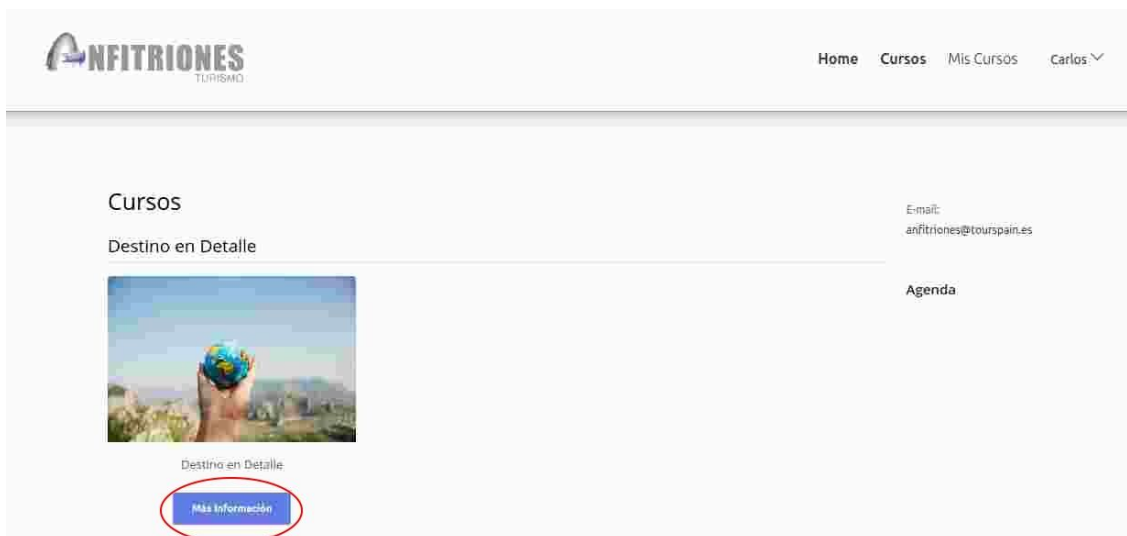 ANFITRIONES
TURISMO
Home Cursos Mis Cursos Carlos
Cursos
Destino en Detalle
Destino en Detalle
Más Información
E-mail:
anfitriones@tourspain.es
Agenda